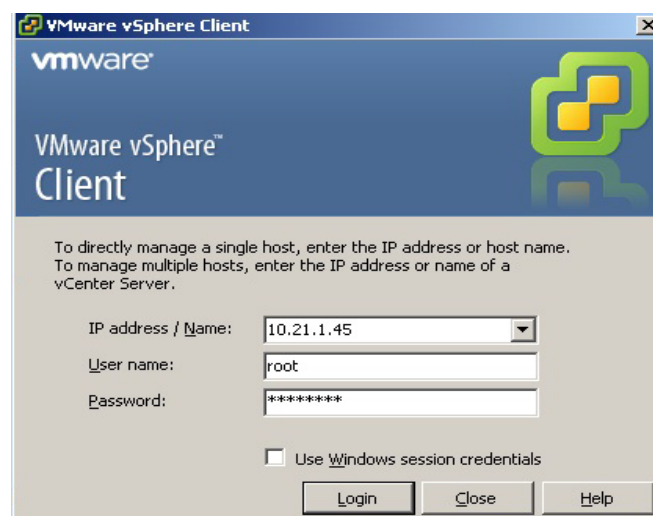 VMware vSphere Client
vmware®
VMware vSphere™
Client
To directly manage a single host, enter the IP address or host name.
To manage multiple hosts, enter the IP address or name of a
vCenter Server.
IP address / Name: 10.21.1.45
User name: root
Password: ********
Use Windows session credentials
Login Close Help